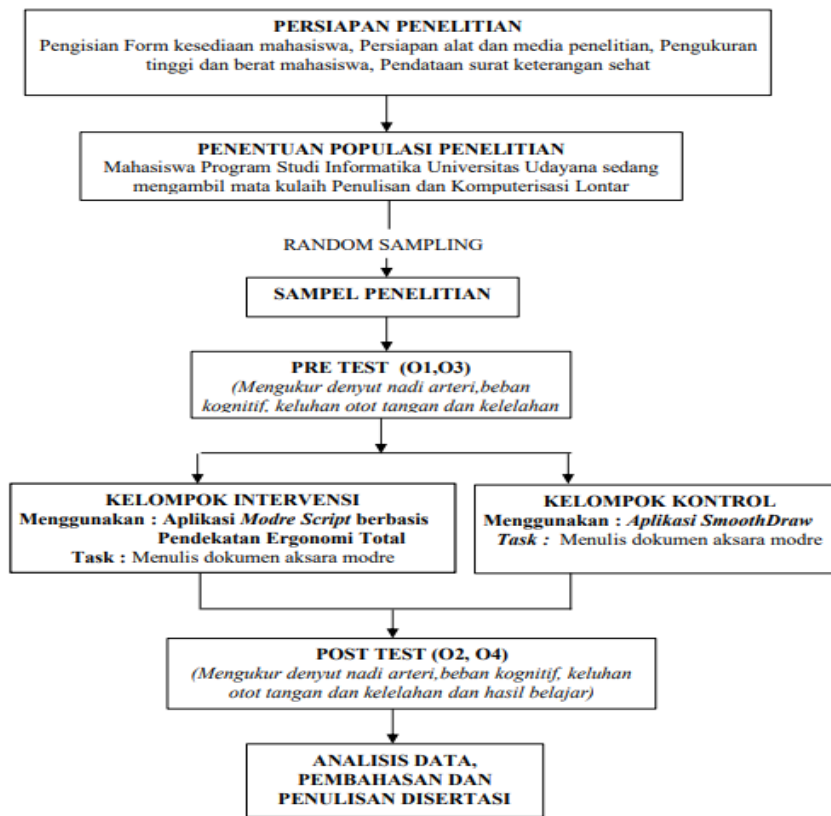 PERSIAPAN PENELITIAN
Pengisian Form kesediaan mahasiswa, Persiapan alat dan media penelitian, Pengukuran
tinggi dan berat mahasiswa, Pendataan surat keterangan sehat
PENENTUAN POPULASI PENELITIAN
Mahasiswa Program Studi Informatika Universitas Udayana sedang
mengambil mata kulaih Penulisan dan Komputerisasi Lontar
RANDOM SAMPLING
SAMPEL PENELITIAN
PRE TEST (O1,O3)
(Mengukur denyut nadi arteri,beban
kognitif, keluhan otot tangan dan kelelahan
KELOMPOK INTERVENSI
Menggunakan : Aplikasi Modre Script berbasis
Pendekatan Ergonomi Total
Task : Menulis dokumen aksara modre
KELOMPOK KONTROL
Menggunakan : Aplikasi SmoothDraw
Task : Menulis dokumen aksara modre
POST TEST (O2, O4)
(Mengukur denyut nadi arteri,beban kognitif, keluhan
otot tangan dan kelelahan dan hasil belajar)
ANALISIS DATA,
PEMBAHASAN DAN
PENULISAN DISERTASI